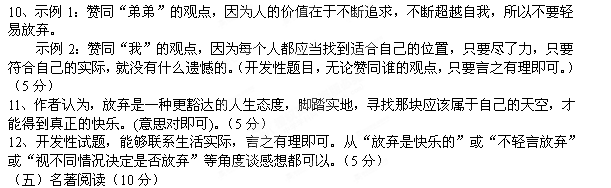 10、示例 1：赞同“弟弟”的观点，因为人的价值在于不断追求，不断超越自我，所以不要轻
易放弃。
示例 2：赞同“我”的观点，因为每个人都应当找到适合自己的位置，只要尽了力，只要
符合自己的实际，就没有什么遗憾的。（开发性题目，无论赞同谁的观点，只要言之有理即可。）
（5 分）
11、作者认为，放弃是一种更豁达的人生态度，脚踏实地，寻找那块应该属于自己的天空，才
能得到真正的快乐。(意思对即可)。（5 分）
12、开发性试题，能够联系生活实际，言之有理即可。从“放弃是快乐的”或“不轻言放弃”
或“视不同情况决定是否放弃”等角度谈感想都可以。（5 分）
（五）名著阅读（10 分）